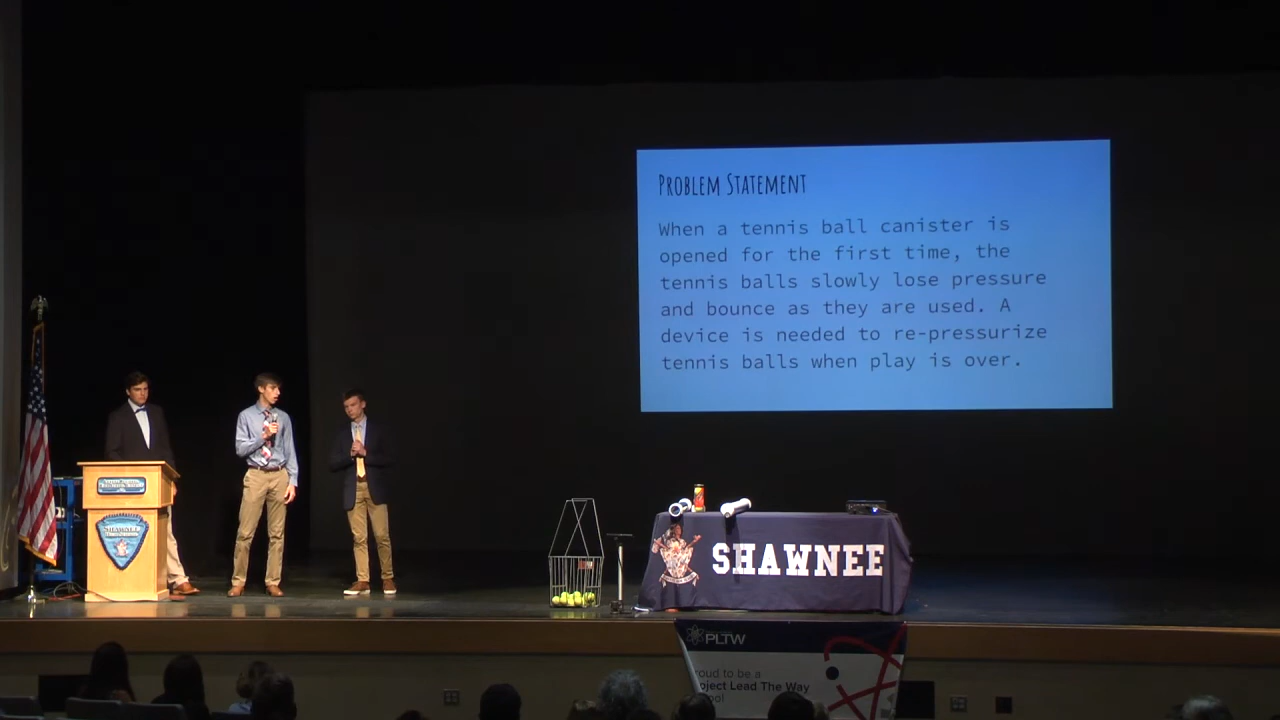 PROBLEM STATEMENT
When a tennis ball canister is
opened for the first time, the
tennis balls slowly lose pressure
and bounce as they are used. A
device is needed to re-pressurize
tennis balls when play is over.
SHAWNEE
SHAWNEE
PLTW
roud to be a
oject Lead The Way
ool